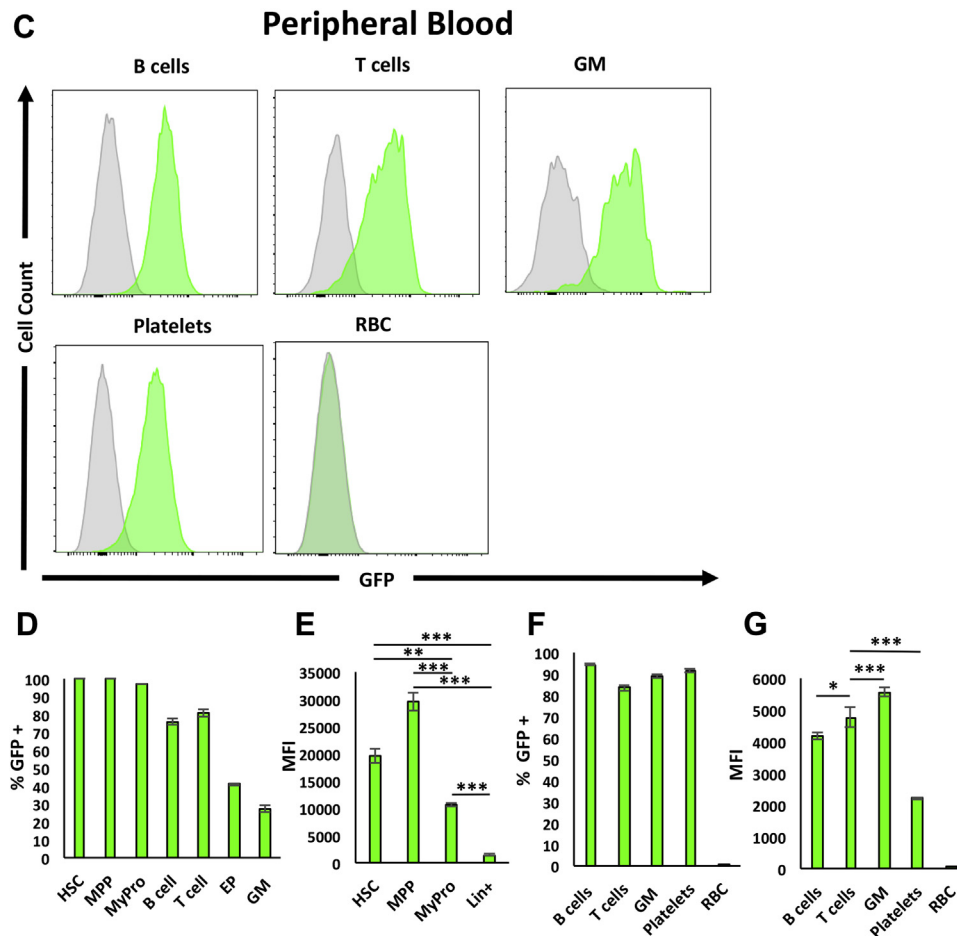 C
Peripheral Blood
B cells
T cells
GM
Platelets
RBC
Cell Count
GFP
D
% GFP +
100
90
80
70
60
50
40
30
20
10
0
HSC
MPP
MyPro
B cell
T cell
EP
GM
E
MFI
35000
30000
25000
20000
15000
10000
5000
0
***
**
***
***
***
HSC
MPP
MyPro
Lin+
F
% GFP +
100
90
80
70
60
50
40
30
20
10
0
B cells
T cells
GM
Platelets
RBC
G
MFI
6000
5000
4000
3000
2000
1000
0
***
***
*
B cells
T cells
GM
Platelets
RBC